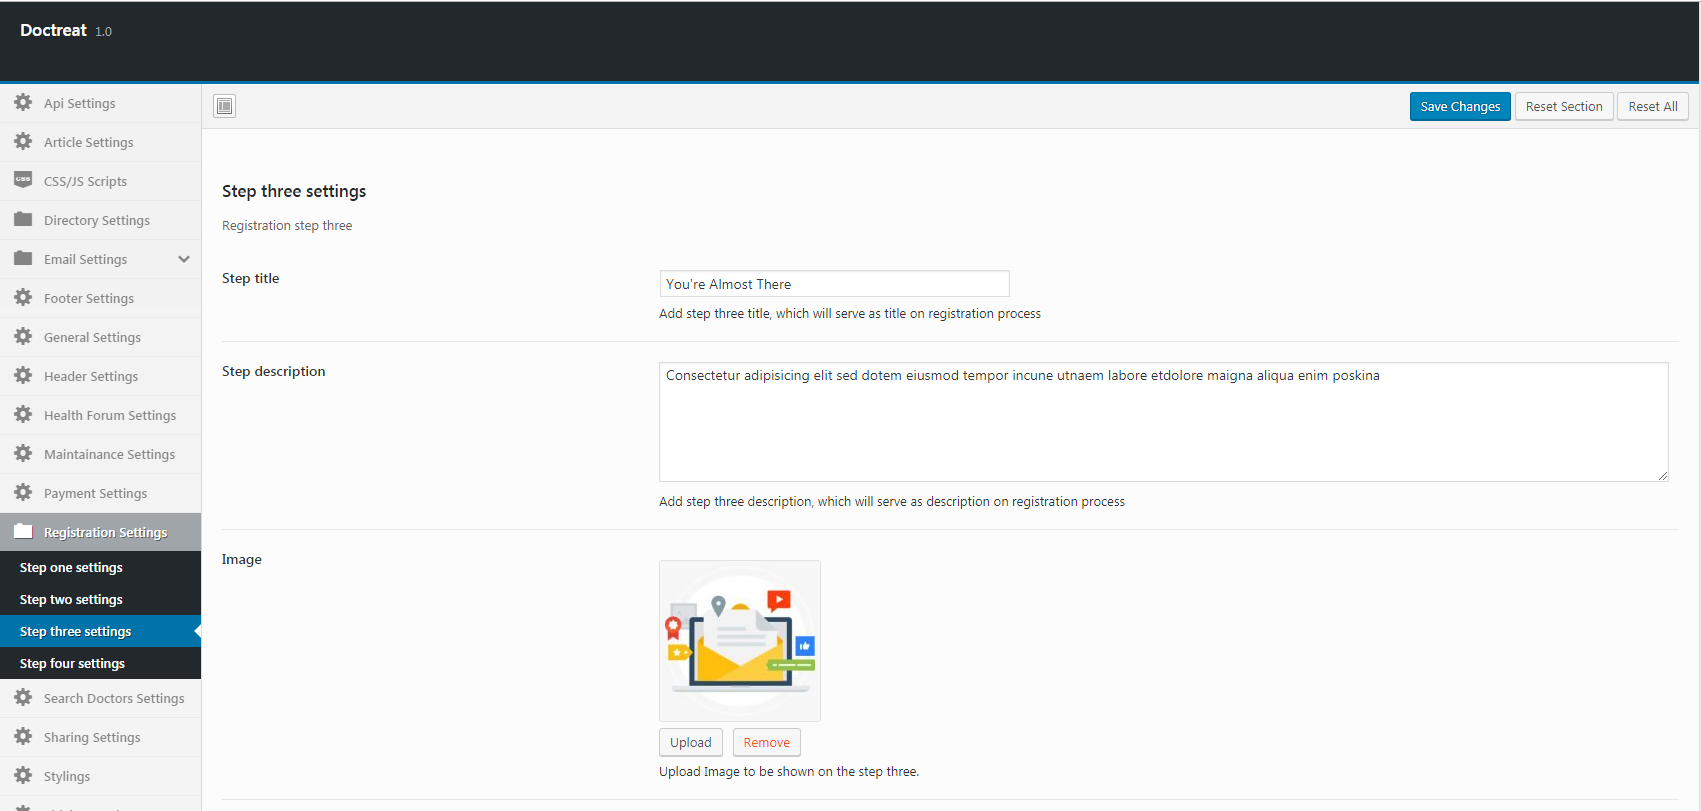 Doctreat 1.0
Api Settings
Article Settings
CSS/JS Scripts
Directory Settings
Email Settings
Footer Settings
General Settings
Header Settings
Health Forum Settings
Maintainance Settings
Payment Settings
Registration Settings
Step one settings
Step two settings
Step three settings
Step four settings
Search Doctors Settings
Sharing Settings
Stylings
Save Changes Reset Section Reset All
Step three settings
Registration step three
Step title
You're Almost There
Add step three title, which will serve as title on registration process
Step description
Consectetur adipisicing elit sed dotem eiusmod tempor incune utnaem labore etdolore maigna aliqua enim poskina
Add step three description, which will serve as description on registration process
Image
Upload Remove
Upload Image to be shown on the step three.